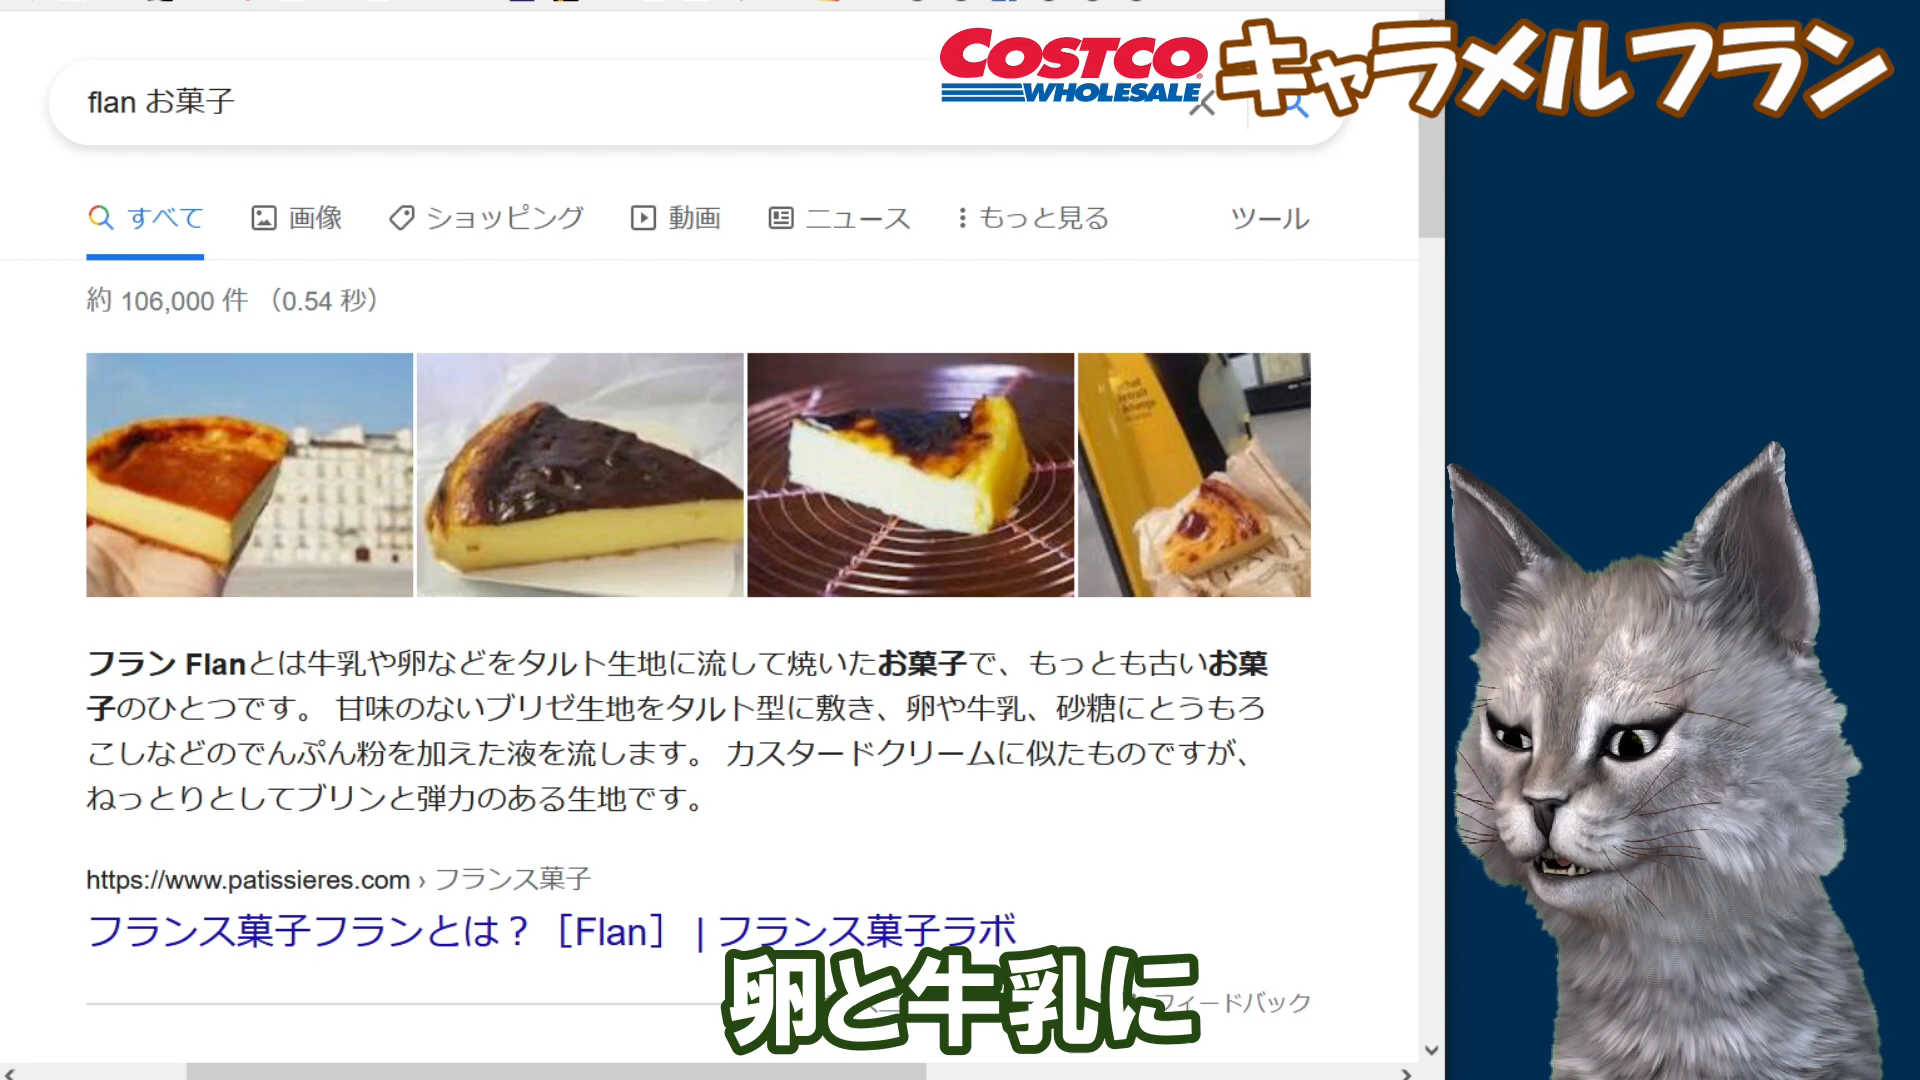 COSTCO
WHOLESALE
キャラメルフラン
flan お菓子
すべて
画像
ショッピング
動画
ニュース
もっと見る
ツール
約 106,000 件 （0.54 秒）
フラン Flanとは牛乳や卵などをタルト生地に流して焼いたお菓子で、もっとも古いお菓
子のひとつです。 甘味のないブリゼ生地をタルト型に敷き、卵や牛乳、砂糖にとうもろ
こしなどのでんぷん粉を加えた液を流します。 カスタードクリームに似たものですが、
ねっとりとしてプリンと弾力のある生地です。
https://www.patissieres.com › フランス菓子
フランス菓子フランとは？［Flan］ | フランス菓子ラボ
フィードバック
卵と牛乳に